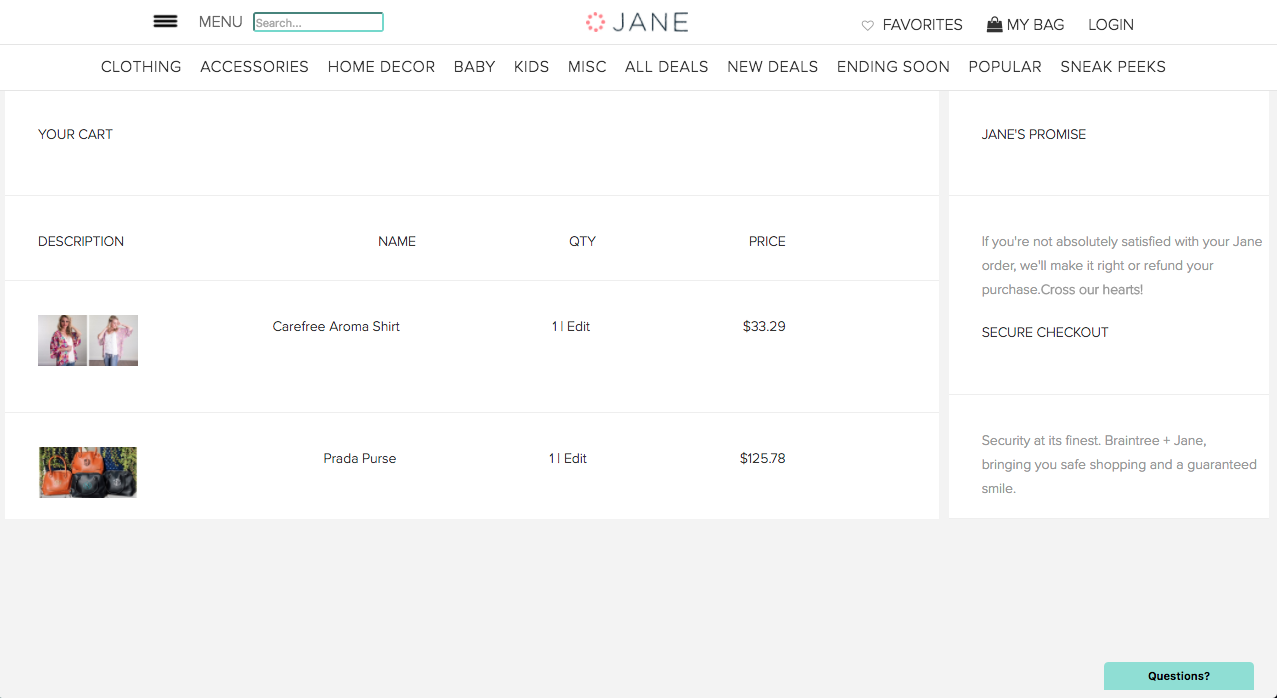 MENU Search... JANE FAVORITES MY BAG LOGIN
CLOTHING ACCESSORIES HOME DECOR BABY KIDS MISC ALL DEALS NEW DEALS ENDING SOON POPULAR SNEAK PEEKS
YOUR CART
DESCRIPTION NAME QTY PRICE
Carefree Aroma Shirt 1 | Edit $33.29
Prada Purse 1 | Edit $125.78
JANE'S PROMISE
If you're not absolutely satisfied with your Jane
order, we'll make it right or refund your
purchase.Cross our hearts!
SECURE CHECKOUT
Security at its finest. Braintree + Jane,
bringing you safe shopping and a guaranteed
smile.
Questions?